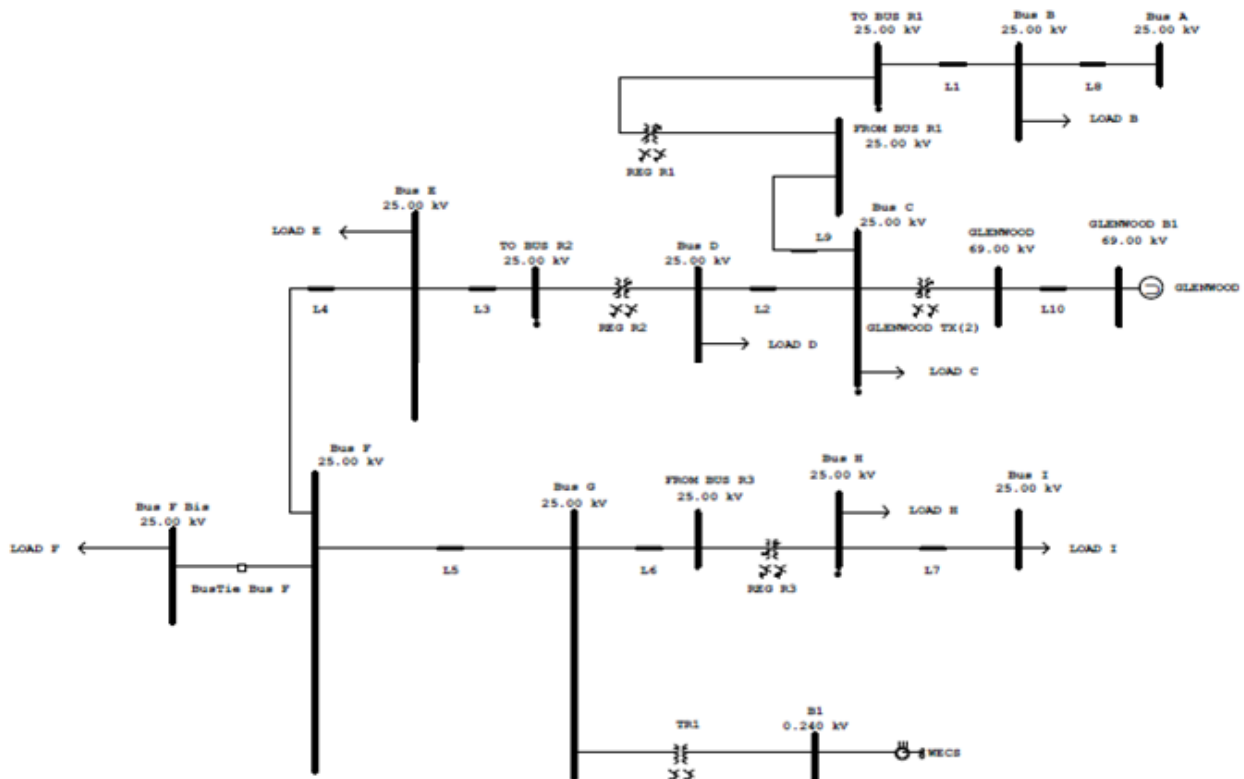 TO BUS R1
25.00 kV
Bus B
25.00 kV
Bus A
25.00 kV
L1
L8
LOAD B
FROM BUS R1
25.00 kV
REG R1
Bus E
25.00 kV
LOAD E
TO BUS R2
25.00 kV
Bus D
25.00 kV
Bus C
25.00 kV
L9
GLENWOOD
69.00 kV
GLENWOOD B1
69.00 kV
GLENWOOD
L4
L3
REG R2
L2
GLENWOOD TX(2)
L10
LOAD D
LOAD C
Bus F
25.00 kV
Bus F Bis
25.00 kV
LOAD F
BusTie Bus F
L5
Bus G
25.00 kV
L6
FROM BUS R3
25.00 kV
REG R3
Bus H
25.00 kV
LOAD H
L7
Bus I
25.00 kV
LOAD I
TR1
B1
0.240 kV
WECS